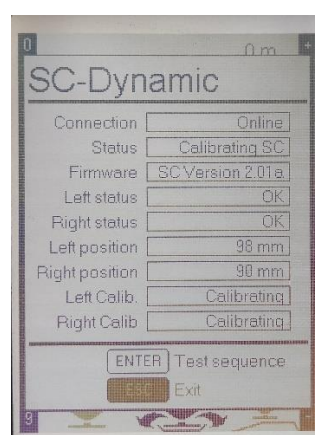 0 0 m +
SC-Dynamic
Connection Online
Status Calibrating SC
Firmware SC Version 2.01a
Left status OK
Right status OK
Left position 98 mm
Right position 90 mm
Left Calib. Calibrating
Right Calib Calibrating
ENTER Test sequence
ESC Exit
9 -